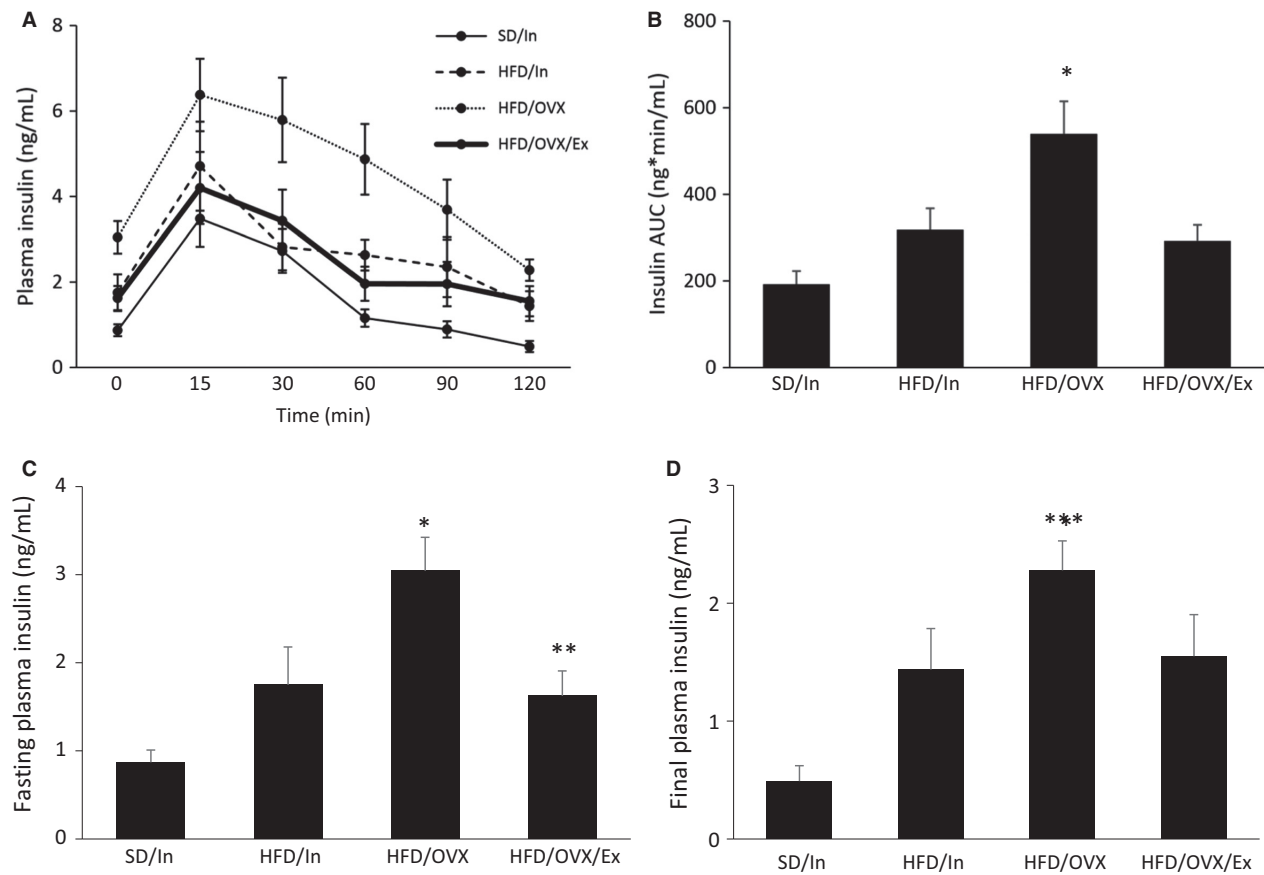 A
Plasma insulin (ng/mL)
8
6
4
2
0
0 15 30 60 90 120
Time (min)
SD/In
HFD/In
HFD/OVX
HFD/OVX/Ex
B
Insulin AUC (ng*min/mL)
800
600
400
200
0
*
SD/In HFD/In HFD/OVX HFD/OVX/Ex
C
Fasting plasma insulin (ng/mL)
4
3
2
1
0
*
**
SD/In HFD/In HFD/OVX HFD/OVX/Ex
D
Final plasma insulin (ng/mL)
3
2
1
0
***
SD/In HFD/In HFD/OVX HFD/OVX/Ex